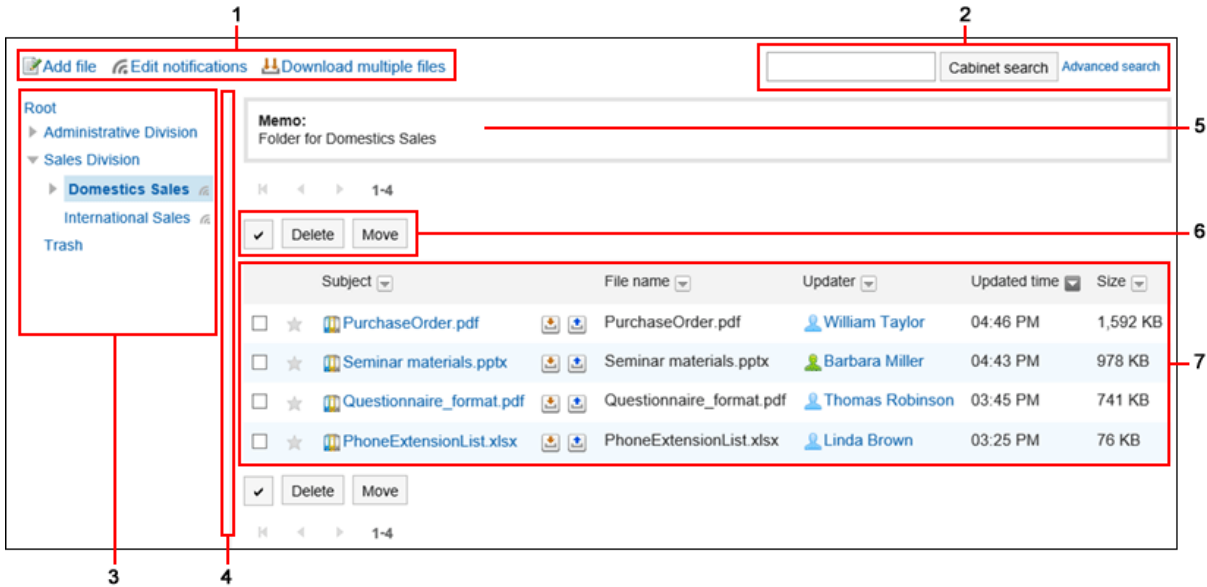 1 2
Add file Edit notifications Download multiple files Cabinet search Advanced search
Root
Administrative Division
Sales Division
Domestics Sales
International Sales
Trash
Memo:
Folder for Domestics Sales
5
1-4
Delete Move
6
Subject File name Updater Updated time Size
PurchaseOrder.pdf PurchaseOrder.pdf William Taylor 04:46 PM 1,592 KB
Seminar materials.pptx Seminar materials.pptx Barbara Miller 04:43 PM 978 KB
7
Questionnaire_format.pdf Questionnaire_format.pdf Thomas Robinson 03:45 PM 741 KB
PhoneExtensionList.xlsx PhoneExtensionList.xlsx Linda Brown 03:25 PM 76 KB
Delete Move
1-4
3 4